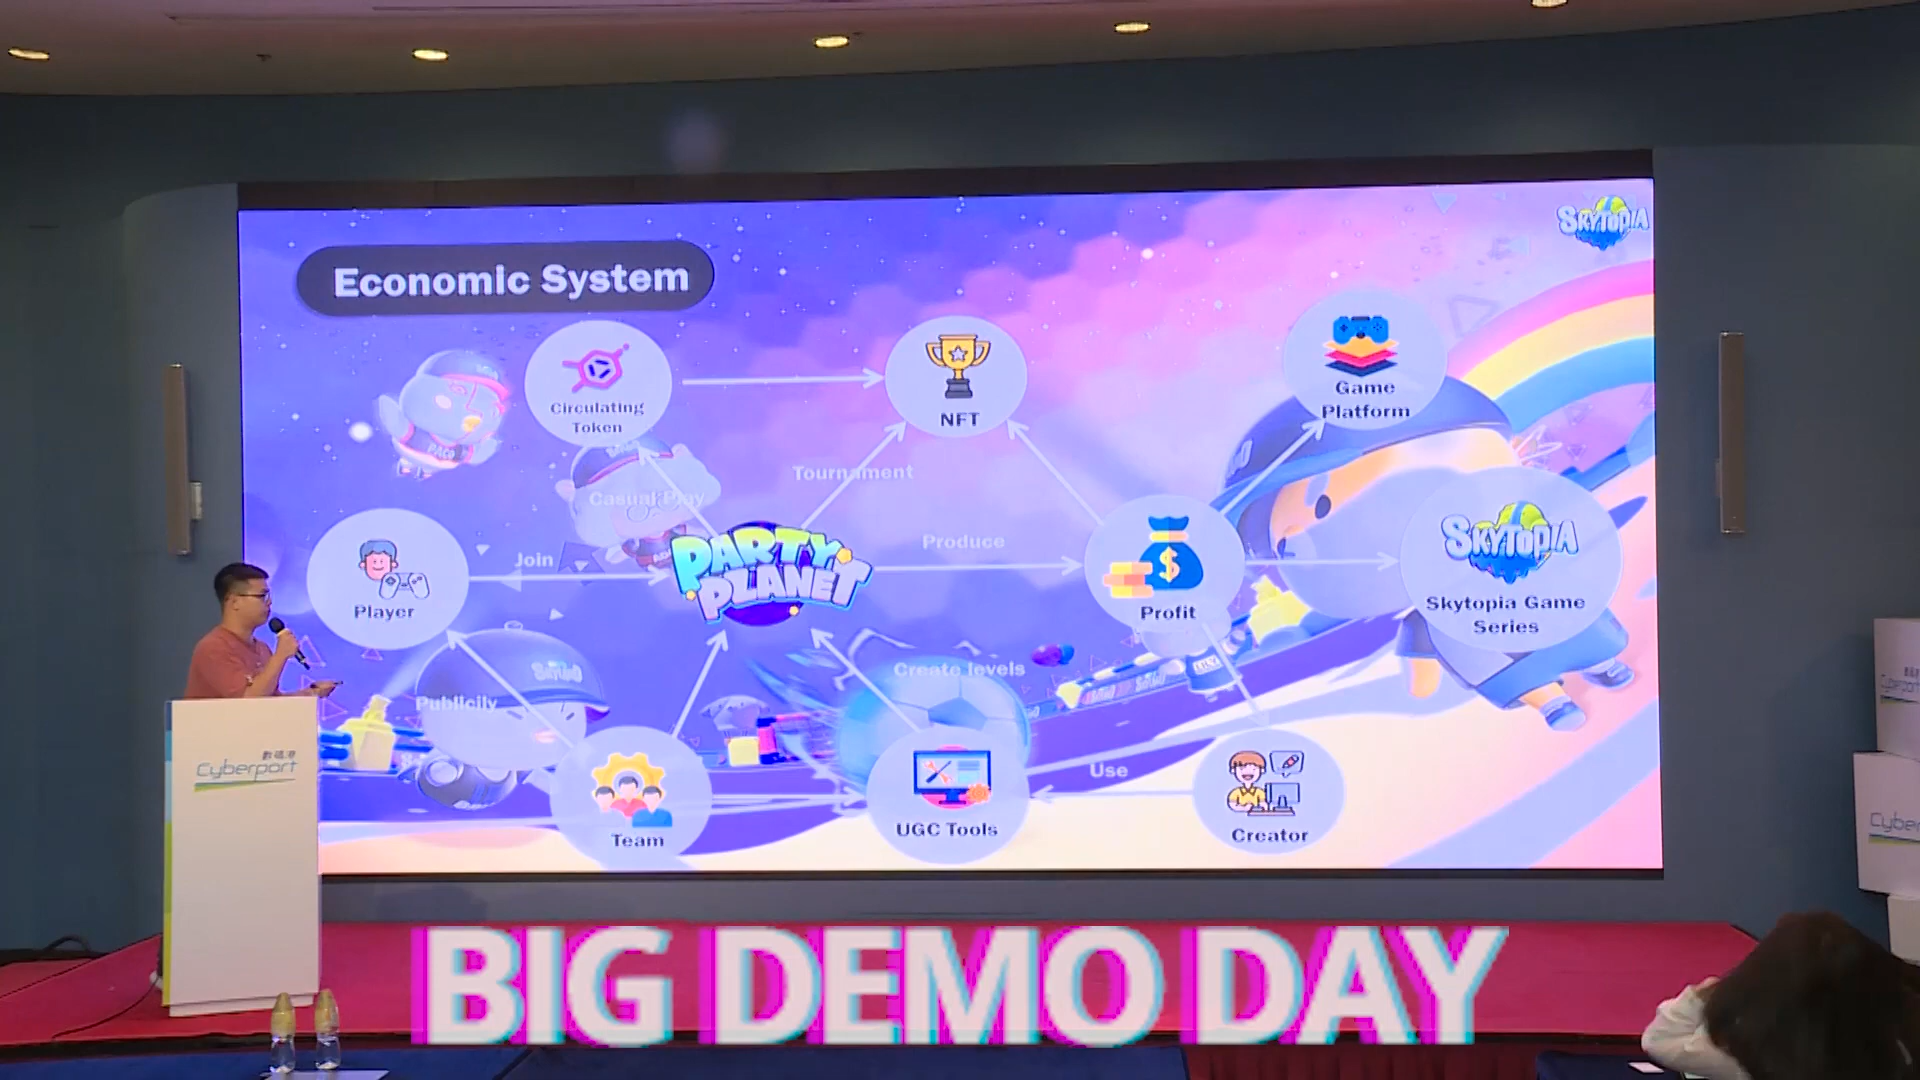 SKYTOPIA
Economic System
Circulating
Token
NFT
Game
Platform
Tournament
Casual Play
PARTY
PLANET
Join
Produce
Player
Profit
SKYTOPIA
Skytopia Game
Series
Create levels
Publicily
Use
Team
UGC Tools
Creator
數碼港
Cyberport
BIG DEMO DAY